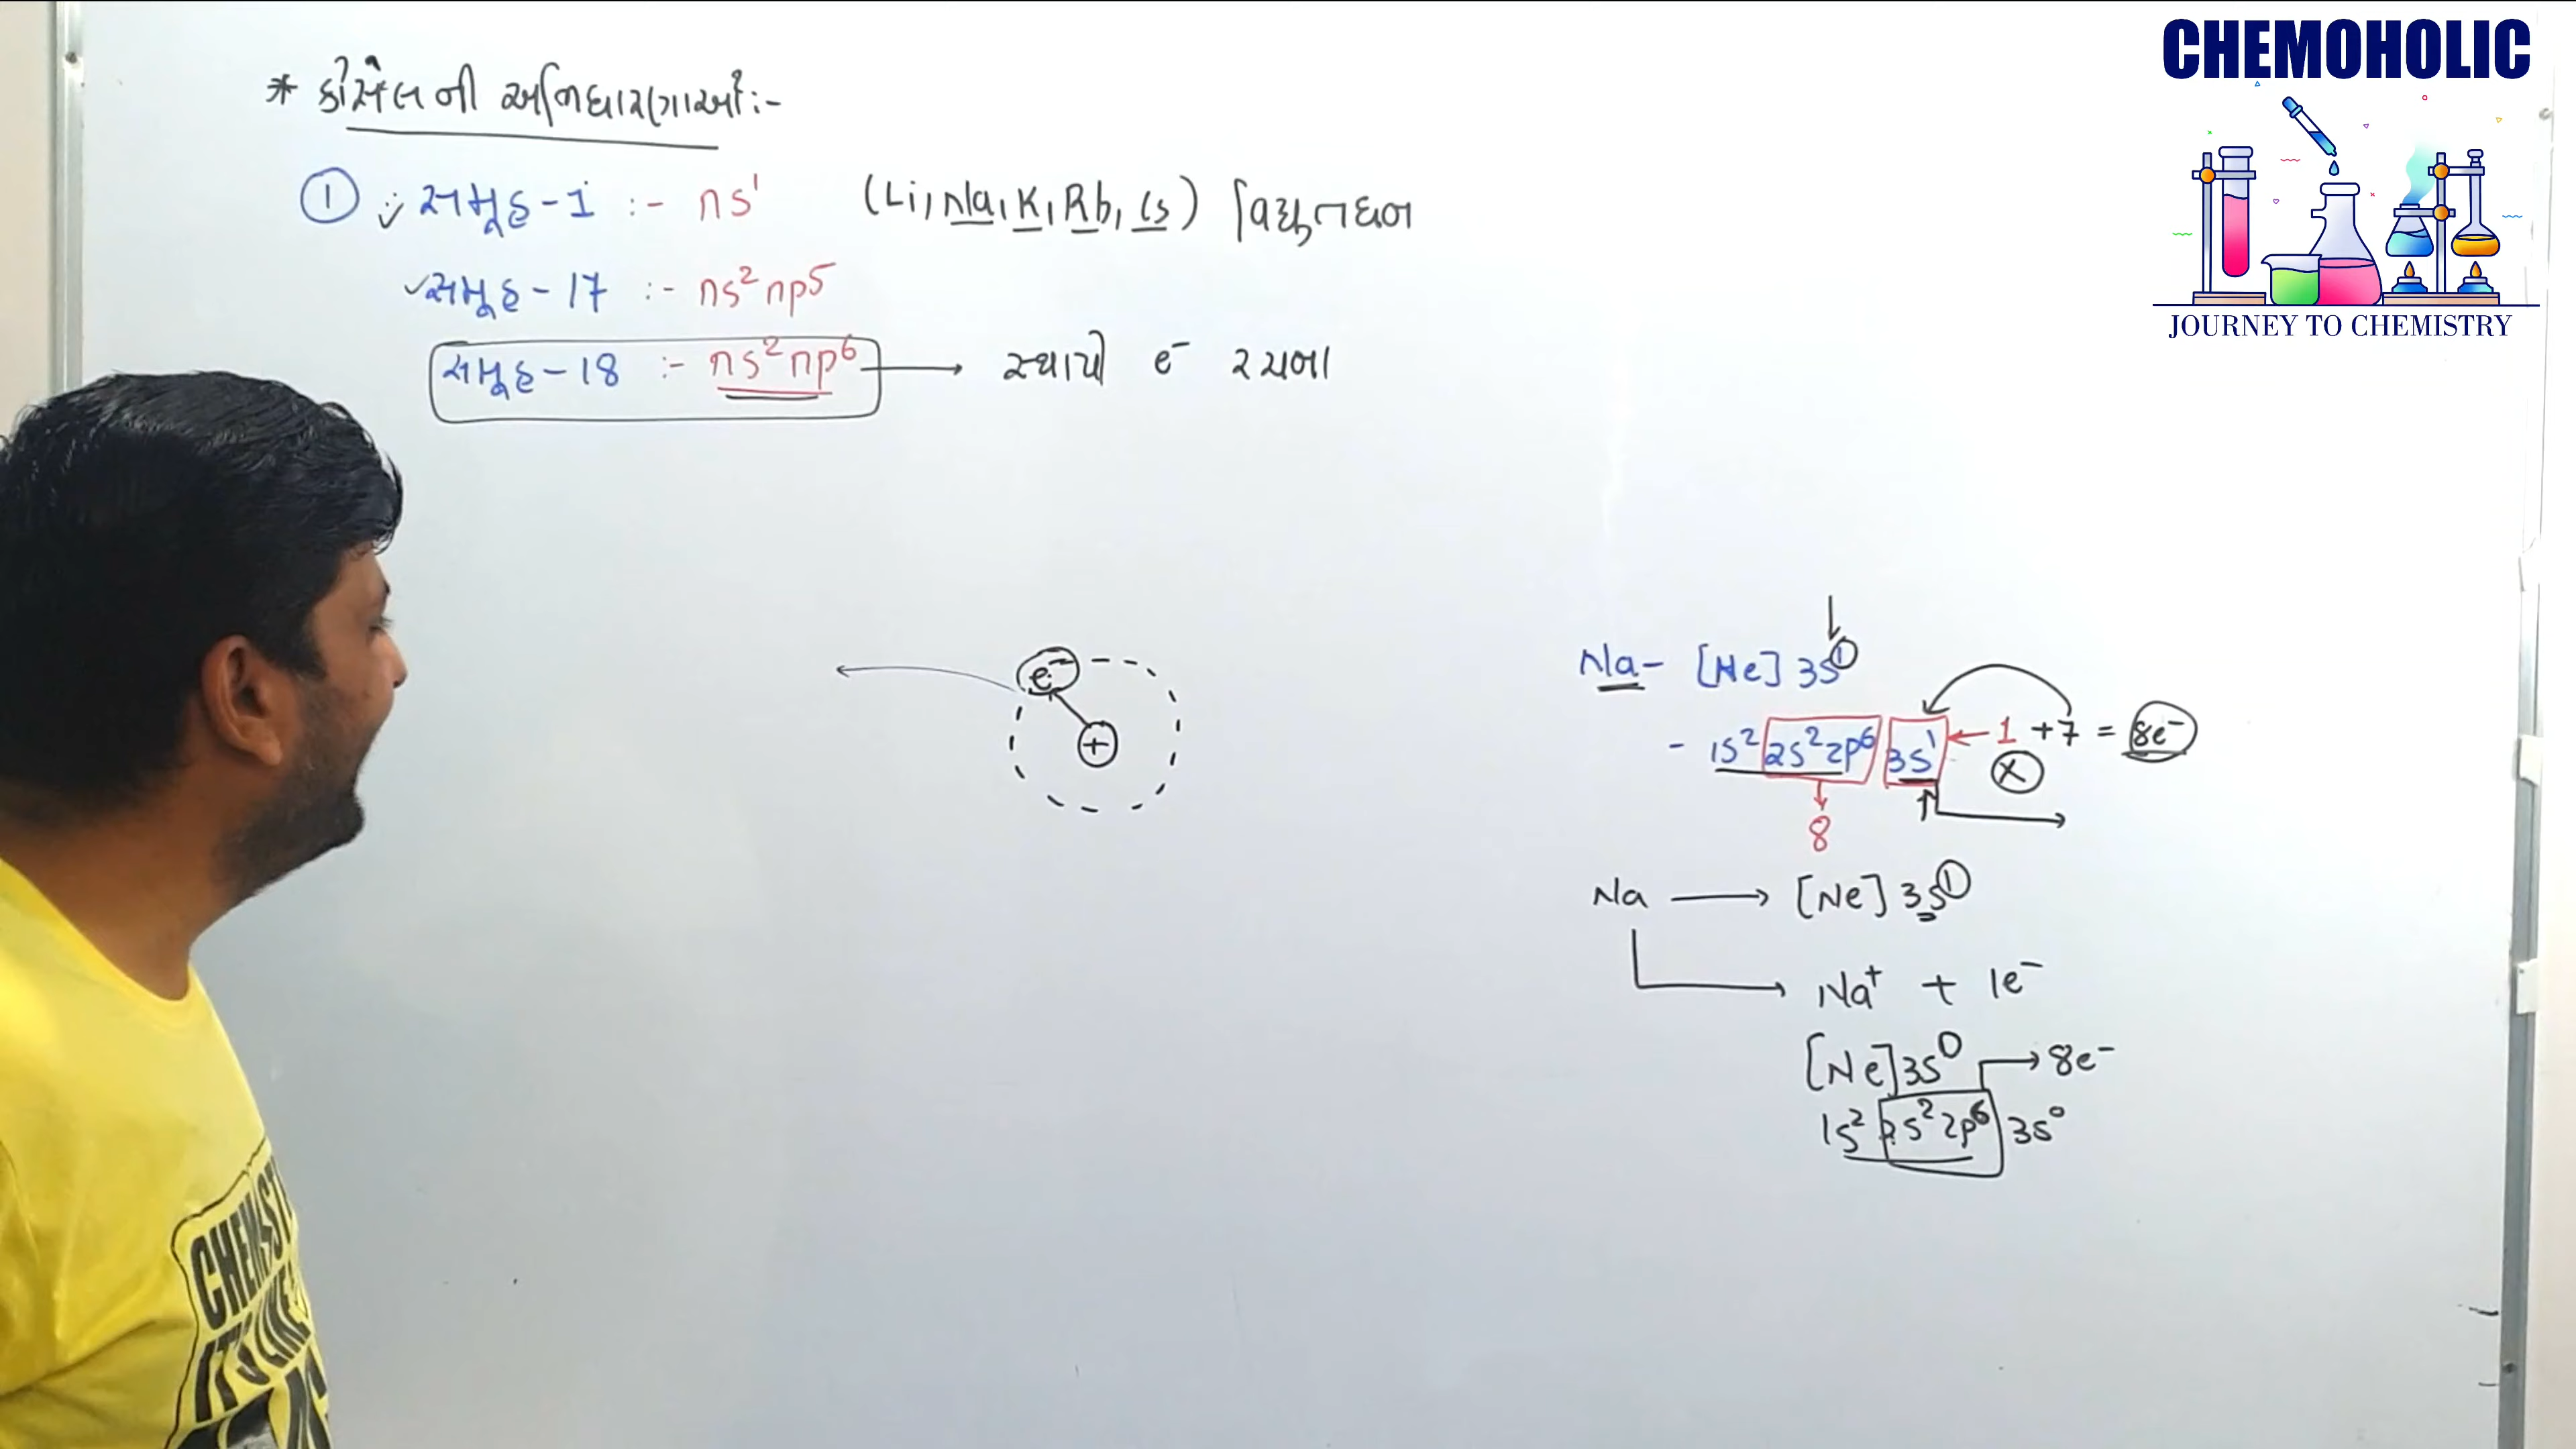 * કોસેલની અભિધારણાઓ :-
① ✓ સમૂહ-1 :- ns¹ (Li, Na, K, Rb, Cs) વિદ્યુતઘન
✓ સમૂહ-17 :- ns² np⁵
સમૂહ-18 :- ns² np⁶ → સ્થાયી e⁻ રચના
e⁻
+
Na - [Ne] 3s¹
- 1s² 2s² 2p⁶ 3s¹ ← 1 + 7 = 8e⁻
x
8
Na → [Ne] 3s¹
→ Na⁺ + 1e⁻
[Ne] 3s⁰ → 8e⁻
1s² 2s² 2p⁶ 3s⁰
CHEMOHOLIC
JOURNEY TO CHEMISTRY